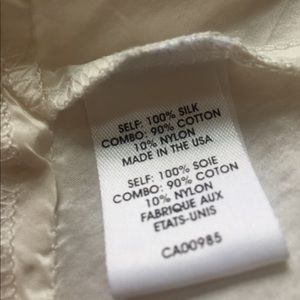 SELF: 100% SILK
COMBO: 90% COTTON
10% NYLON
MADE IN THE USA
SELF: 100% SOIE
COMBO: 90% COTON
10% NYLON
FABRIQUE AUX
ETATS-UNIS
CA00985